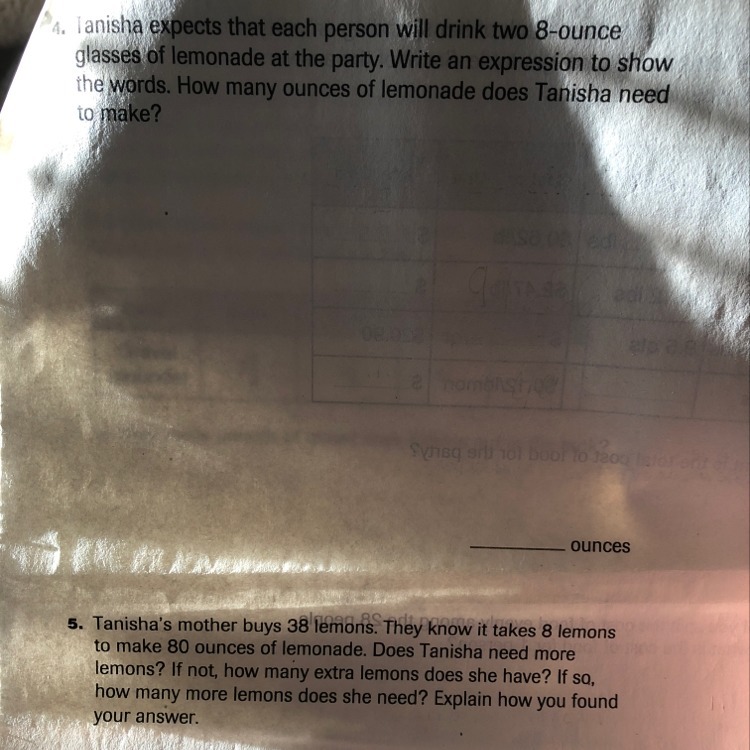 4. Tanisha expects that each person will drink two 8-ounce
glasses of lemonade at the party. Write an expression to show
the words. How many ounces of lemonade does Tanisha need
to make?
ounces
5. Tanisha's mother buys 38 lemons. They know it takes 8 lemons
to make 80 ounces of lemonade. Does Tanisha need more
lemons? If not, how many extra lemons does she have? If so,
how many more lemons does she need? Explain how you found
your answer.